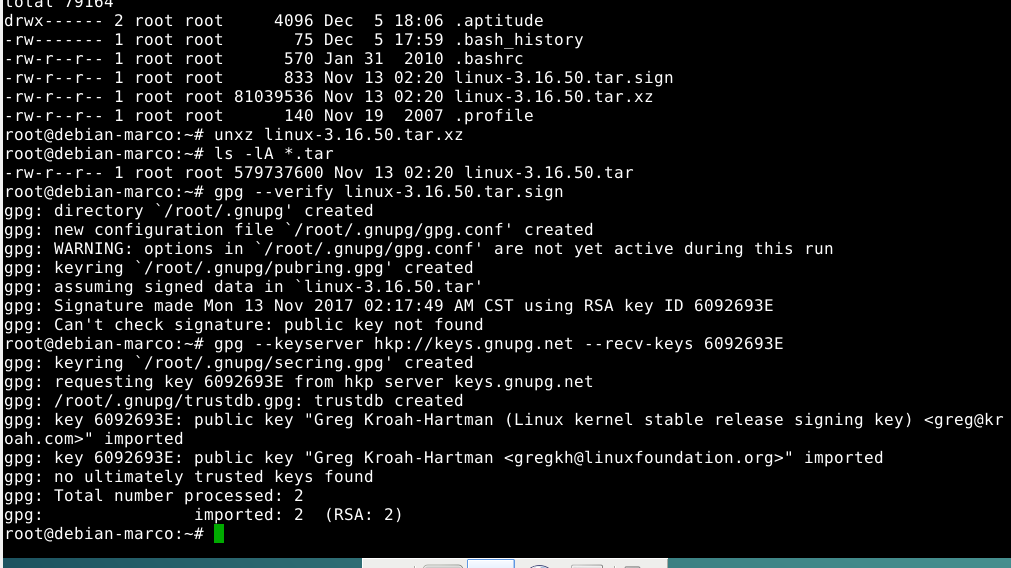 total 79164
drwx------ 2 root root     4096 Dec  5 18:06 .aptitude
-rw------- 1 root root       75 Dec  5 17:59 .bash_history
-rw-r--r-- 1 root root      570 Jan 31  2010 .bashrc
-rw-r--r-- 1 root root      833 Nov 13 02:20 linux-3.16.50.tar.sign
-rw-r--r-- 1 root root 81039536 Nov 13 02:20 linux-3.16.50.tar.xz
-rw-r--r-- 1 root root      140 Nov 19  2007 .profile
root@debian-marco:~# unxz linux-3.16.50.tar.xz
root@debian-marco:~# ls -lA *.tar
-rw-r--r-- 1 root root 579737600 Nov 13 02:20 linux-3.16.50.tar
root@debian-marco:~# gpg --verify linux-3.16.50.tar.sign
gpg: directory `/root/.gnupg' created
gpg: new configuration file `/root/.gnupg/gpg.conf' created
gpg: WARNING: options in `/root/.gnupg/gpg.conf' are not yet active during this run
gpg: keyring `/root/.gnupg/pubring.gpg' created
gpg: assuming signed data in `linux-3.16.50.tar'
gpg: Signature made Mon 13 Nov 2017 02:17:49 AM CST using RSA key ID 6092693E
gpg: Can't check signature: public key not found
root@debian-marco:~# gpg --keyserver hkp://keys.gnupg.net --recv-keys 6092693E
gpg: keyring `/root/.gnupg/secring.gpg' created
gpg: requesting key 6092693E from hkp server keys.gnupg.net
gpg: /root/.gnupg/trustdb.gpg: trustdb created
gpg: key 6092693E: public key "Greg Kroah-Hartman (Linux kernel stable release signing key) <greg@kr
oah.com>" imported
gpg: key 6092693E: public key "Greg Kroah-Hartman <gregkh@linuxfoundation.org>" imported
gpg: no ultimately trusted keys found
gpg: Total number processed: 2
gpg:               imported: 2  (RSA: 2)
root@debian-marco:~#